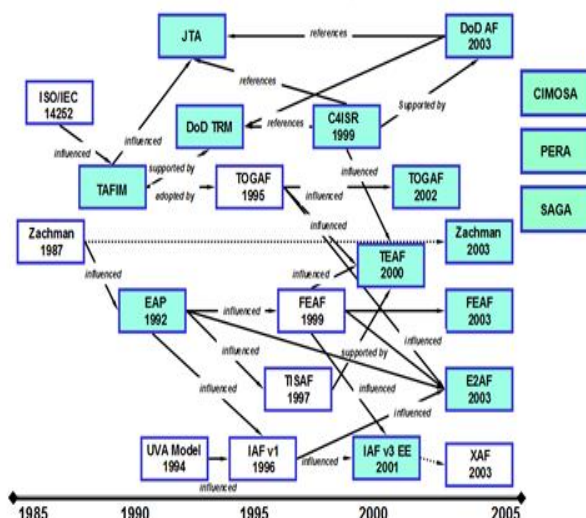 JTA
references
DoD AF
2003
references
ISO/IEC
14252
influenced
DoD TRM
references
C4ISR
1999
Supported by
CIMOSA
influenced
supported by
TAFIM
adopted by
TOGAF
1995
influenced
influenced
TOGAF
2002
PERA
SAGA
Zachman
1987
influenced
TEAF
2000
Zachman
2003
influenced
EAP
1992
influenced
FEAF
1999
FEAF
2003
supported by
influenced
TISAF
1997
influenced
E2AF
2003
influenced
influenced
UVA Model
1994
IAF v1
1996
influenced
IAF v3 EE
2001
XAF
2003
influenced
1985 1990 1995 2000 2005